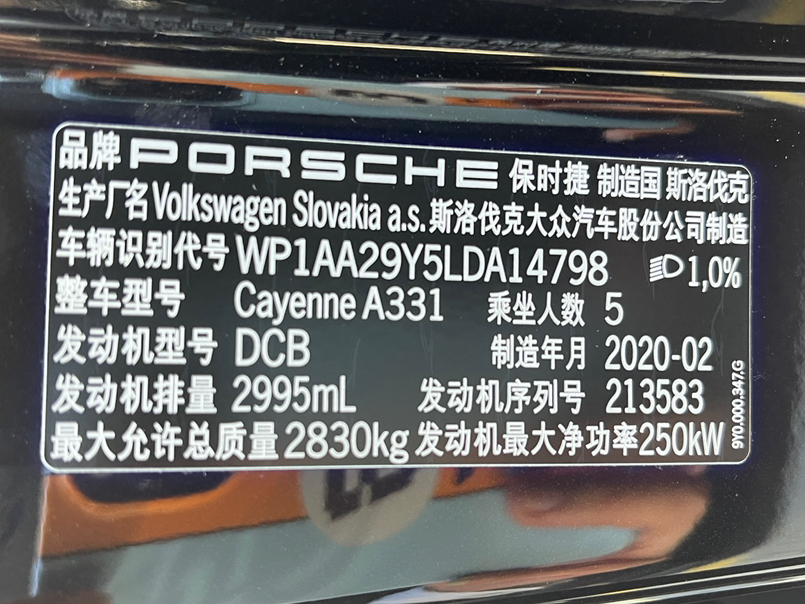 品牌 PORSCHE 保时捷 制造国 斯洛伐克
生产厂名 Volkswagen Slovakia a.s. 斯洛伐克大众汽车股份公司制造
车辆识别代号 WP1AA29Y5LDA14798 1,0%
整车型号 Cayenne A331 乘坐人数 5
发动机型号 DCB 制造年月 2020-02
发动机排量 2995mL 发动机序列号 213583
最大允许总质量 2830kg 发动机最大净功率 250kW
9Y0.000.347.G